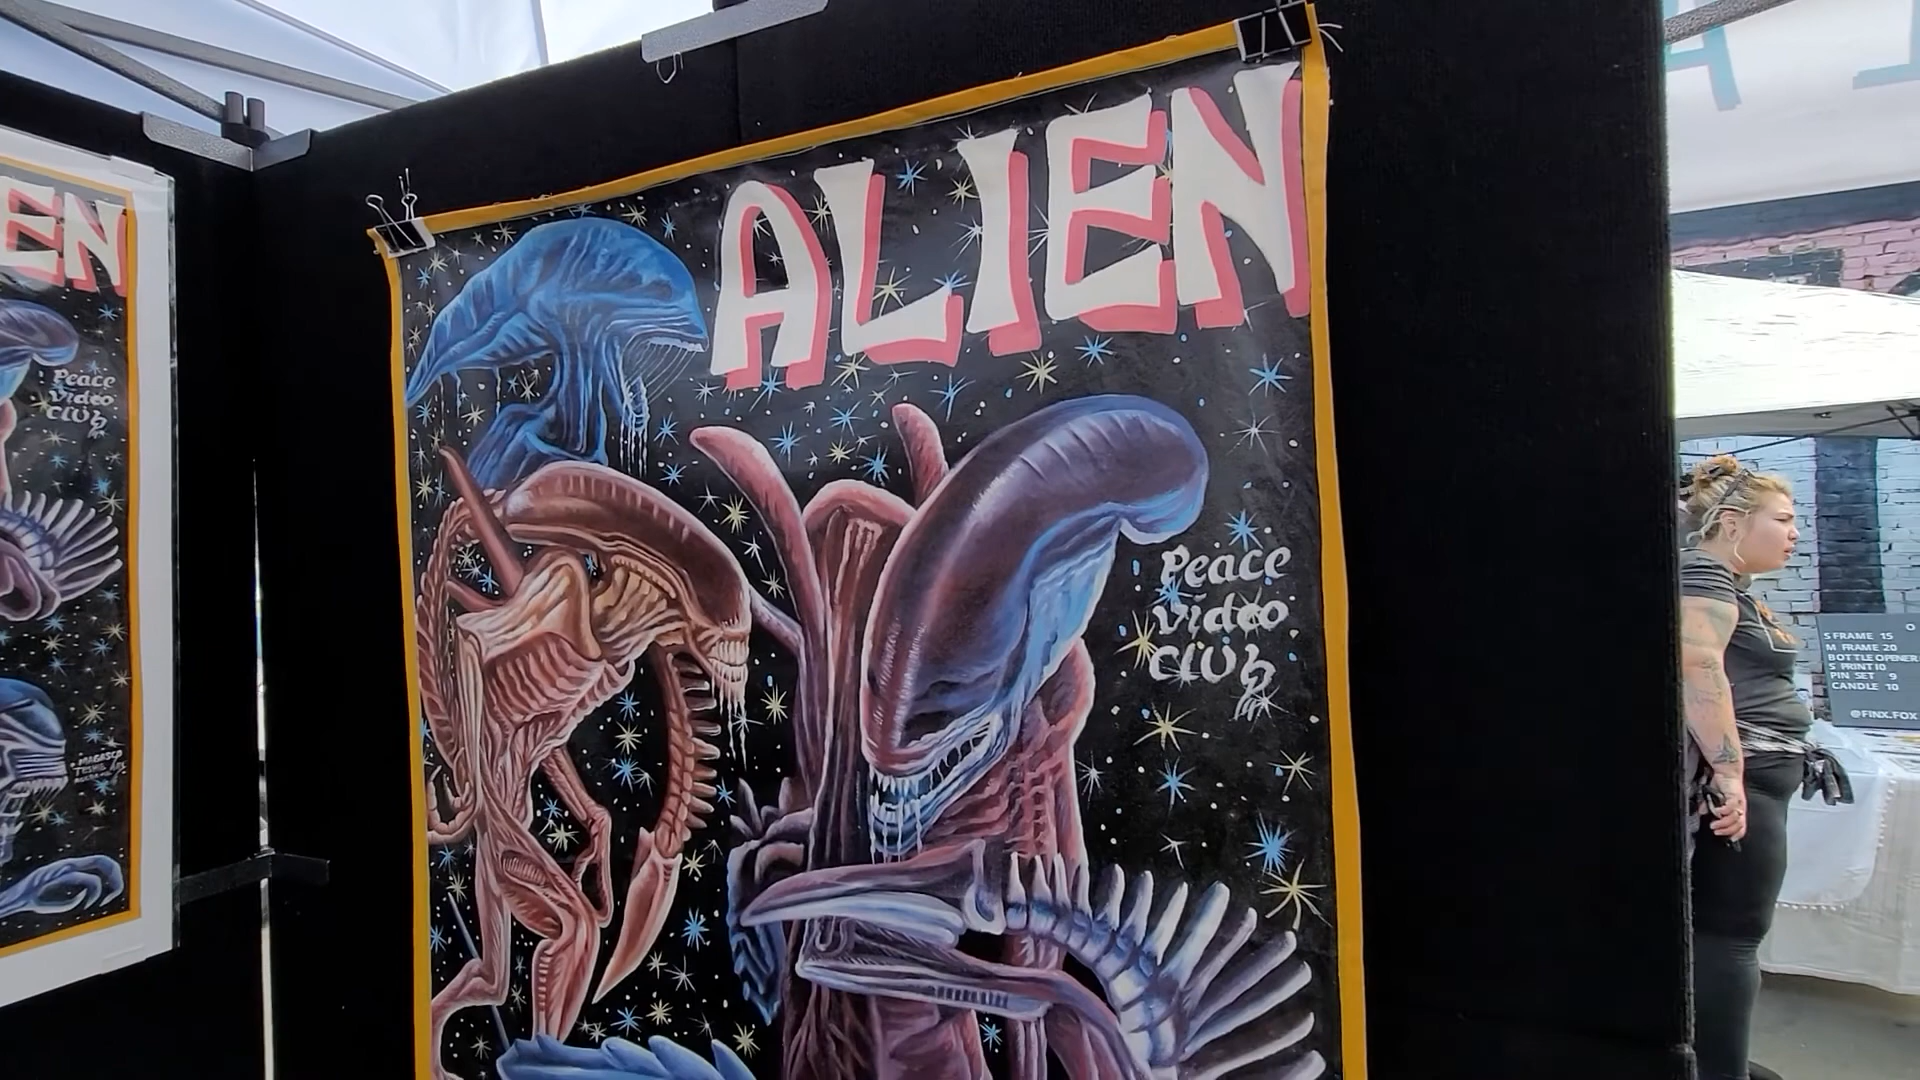 ALIEN
Peace
video
CLUb
EN
Peace
video
CLUb
S FRAME 15
M FRAME 20
BOTTLE OPENER
S PRINT 10
PIN SET 9
CANDLE 10
@FINX.FOX